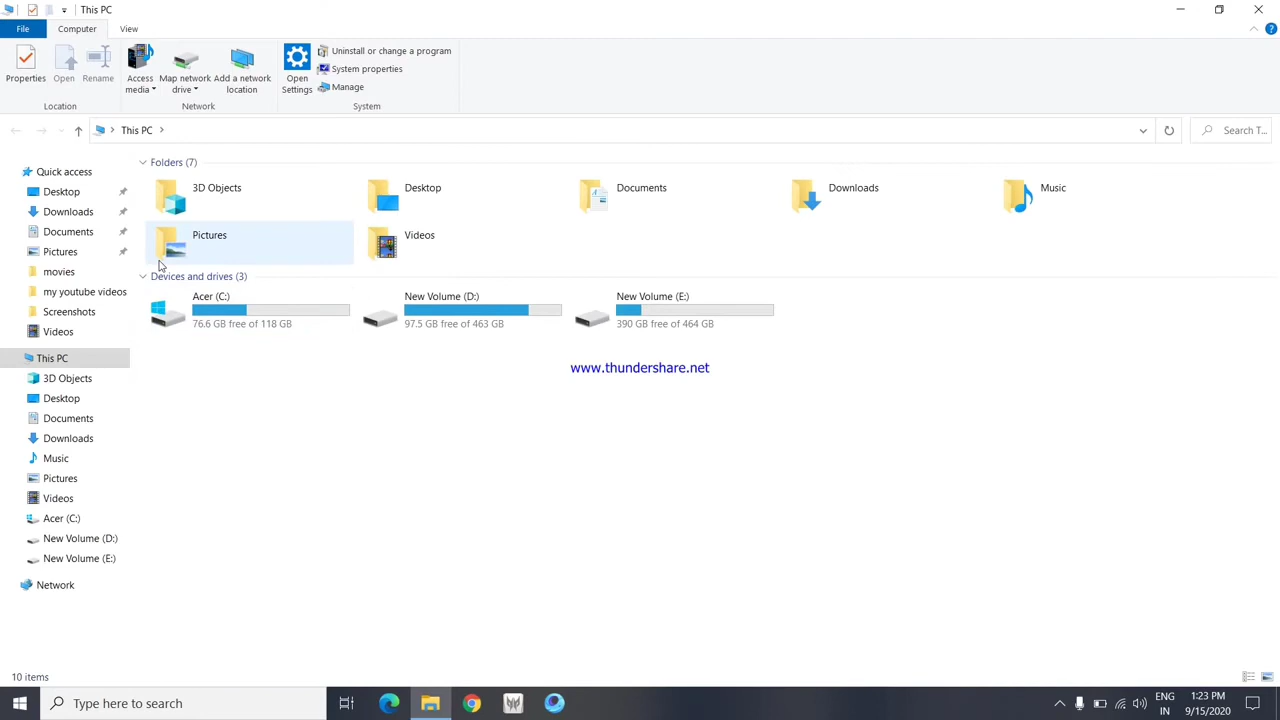 This PC
File
Computer
View
Properties
Open
Rename
Access media
Map network drive
Add a network location
Open Settings
Uninstall or change a program
System properties
Manage
Location
Network
System
This PC
Search T...
Quick access
Desktop
Downloads
Documents
Pictures
movies
my youtube videos
Screenshots
Videos
This PC
3D Objects
Desktop
Documents
Downloads
Music
Pictures
Videos
Acer (C:)
New Volume (D:)
New Volume (E:)
Network
Folders (7)
3D Objects
Desktop
Documents
Downloads
Music
Pictures
Videos
Devices and drives (3)
Acer (C:)
76.6 GB free of 118 GB
New Volume (D:)
97.5 GB free of 463 GB
New Volume (E:)
390 GB free of 464 GB
www.thundershare.net
10 items
Type here to search
ENG
IN
1:23 PM
9/15/2020